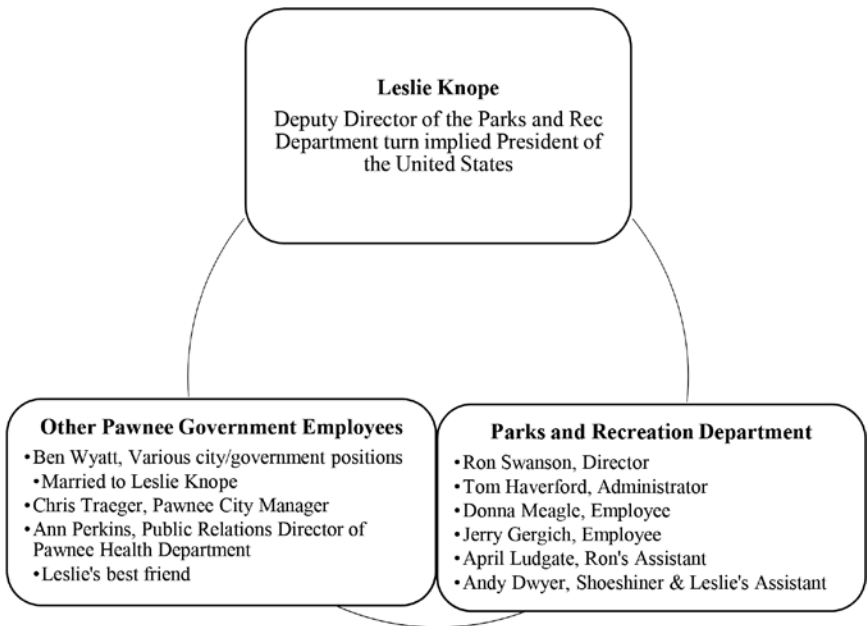 Leslie Knope
Deputy Director of the Parks and Rec
Department turn implied President of
the United States
Other Pawnee Government Employees
•Ben Wyatt, Various city/government positions
•Married to Leslie Knope
•Chris Traeger, Pawnee City Manager
•Ann Perkins, Public Relations Director of
Pawnee Health Department
•Leslie's best friend
Parks and Recreation Department
•Ron Swanson, Director
•Tom Haverford, Administrator
•Donna Meagle, Employee
•Jerry Gergich, Employee
•April Ludgate, Ron's Assistant
•Andy Dwyer, Shoeshiner & Leslie's Assistant